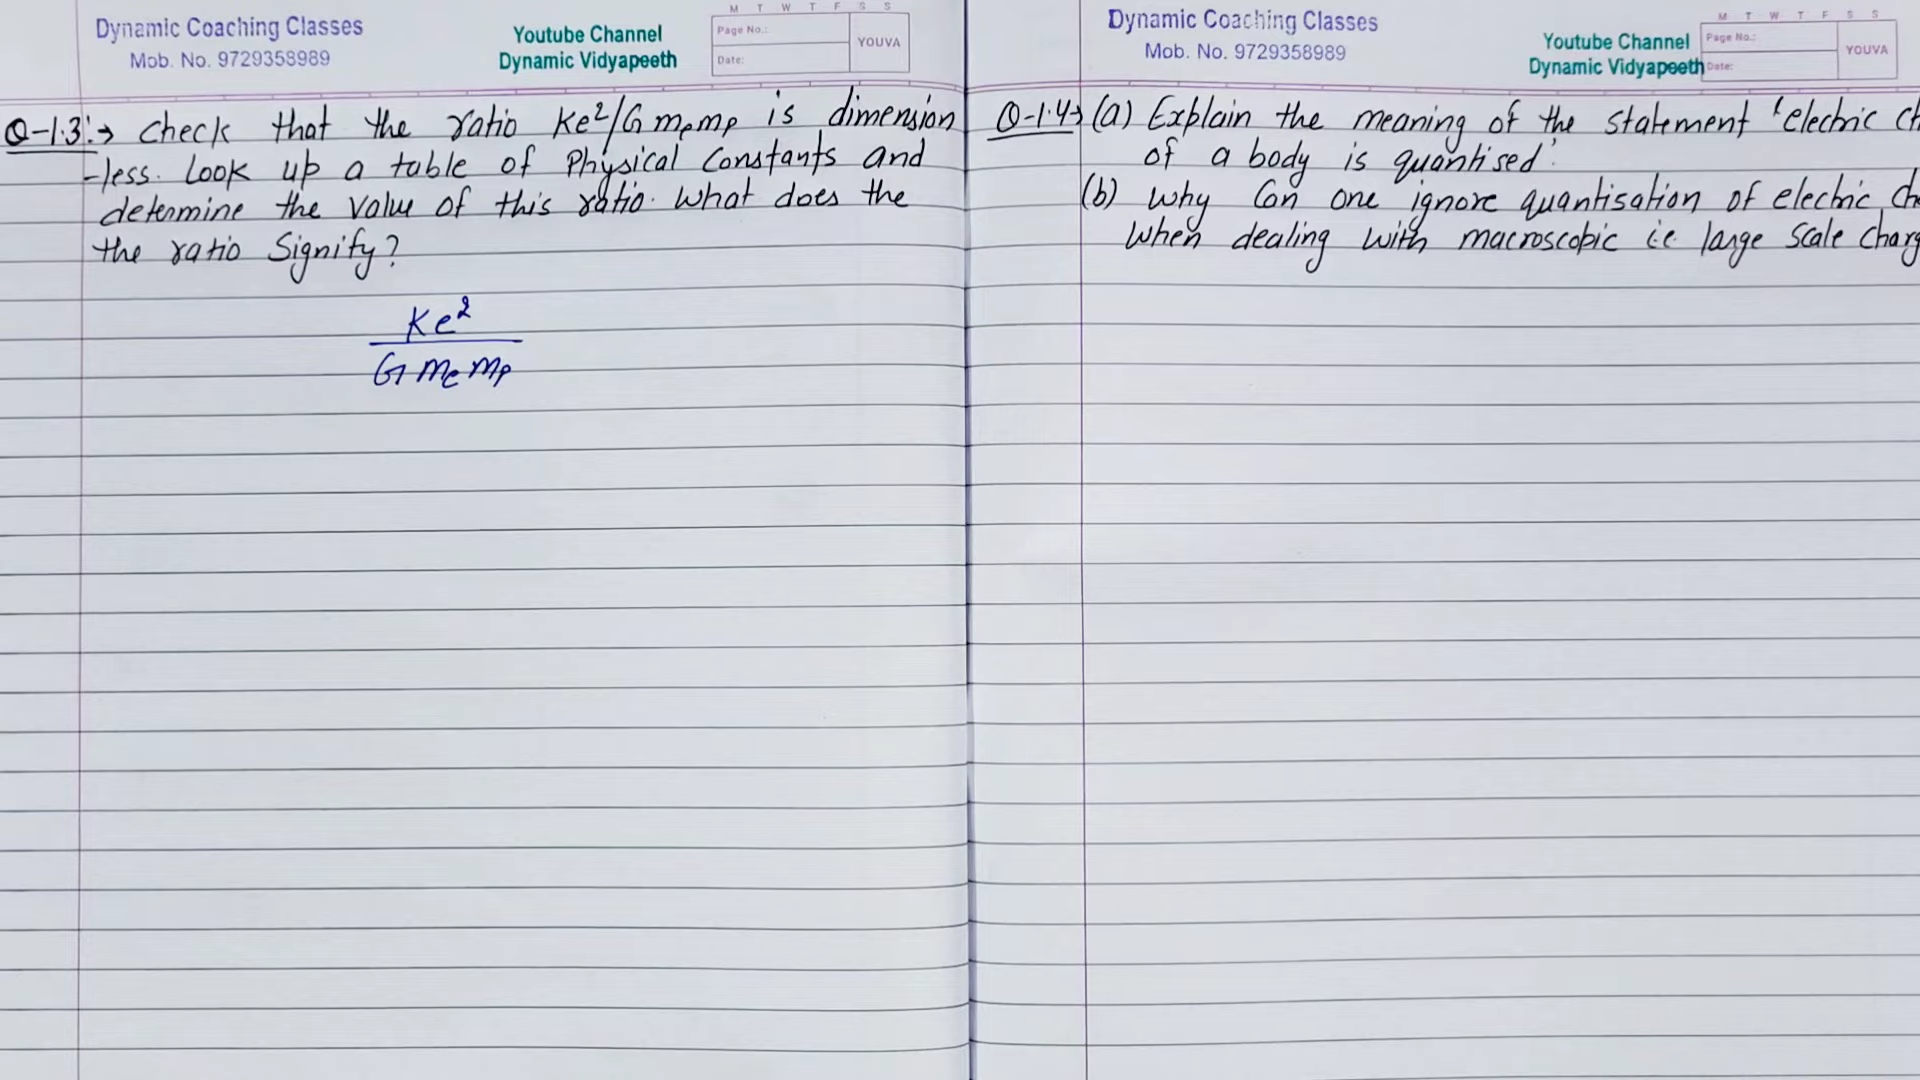 Dynamic Coaching Classes
Mob. No. 9729358989
Youtube Channel
Dynamic Vidyapeeth
M T W T F S S
Page No.:
Date:
YOUVA
Q-1.3:→ Check that the ratio Ke²/G mₑmₚ is dimension
-less. Look up a table of Physical Constants and
determine the value of this ratio. What does the
the ratio Signify?
Ke²
G mₑ mₚ
Dynamic Coaching Classes
Mob. No. 9729358989
Youtube Channel
Dynamic Vidyapeeth
M T W T F S S
Page No.:
Date:
YOUVA
Q-1.4→ (a) Explain the meaning of the statement 'electric ch
of a body is quantised'.
(b) Why Can one ignore quantisation of electric ch
When dealing with macroscopic i.e. large Scale charg